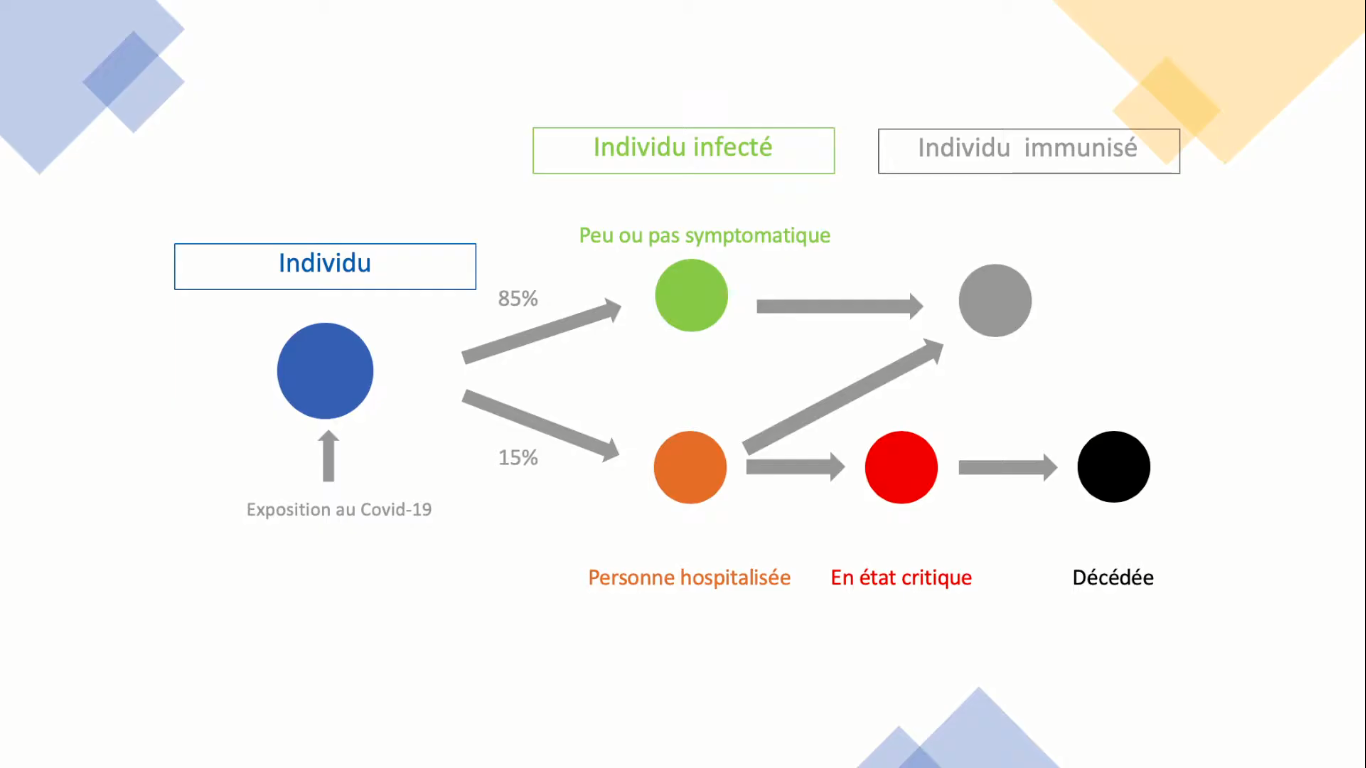 Individu infecté
Individu immunisé
Peu ou pas symptomatique
Individu
85%
15%
Exposition au Covid-19
Personne hospitalisée
En état critique
Décédée